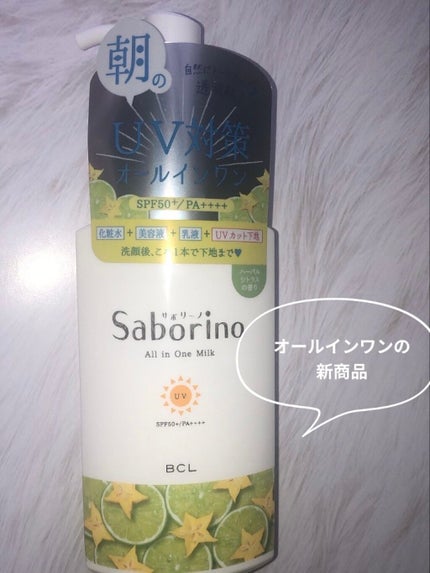 朝の
UV対策
オールインワン
SPF50+/PA++++
化粧水 + 美容液 + 乳液 + UVカット下地
洗顔後、これ1本で下地まで♥
ハーバル
シトラス
の香り
サボリーノ
Saborino
All in One Milk
UV
SPF50+/PA++++
BCL
オールインワンの
新商品